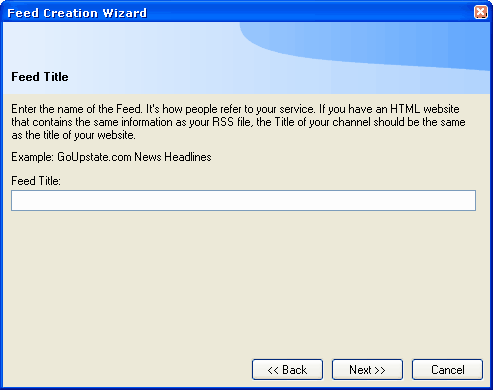 Feed Creation Wizard
Feed Title
Enter the name of the Feed. It's how people refer to your service. If you have an HTML website
that contains the same information as your RSS file, the Title of your channel should be the same
as the title of your website.
Example: GoUpstate.com News Headlines
Feed Title:
<< Back Next >> Cancel